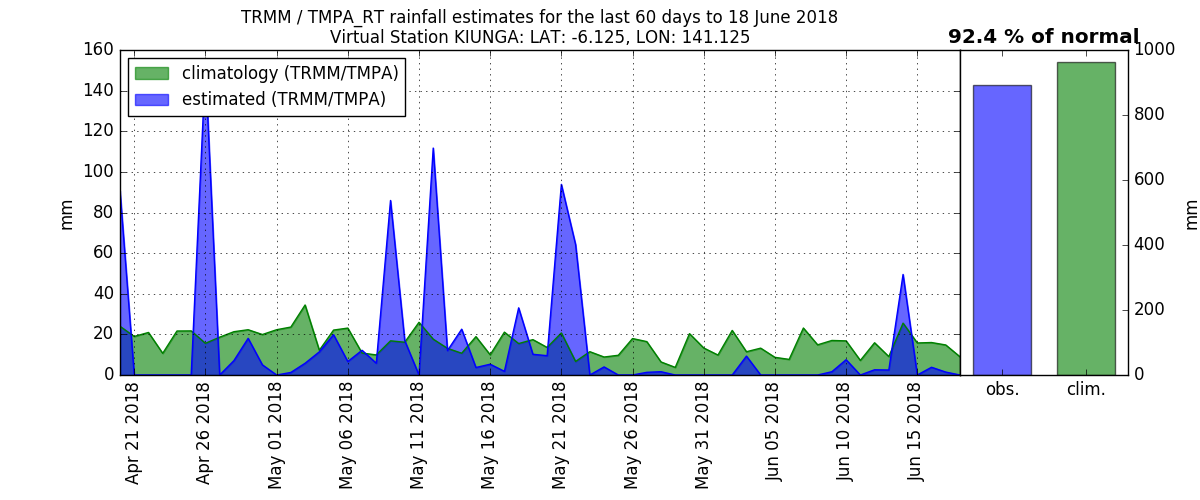 TRMM / TMPA_RT rainfall estimates for the last 60 days to 18 June 2018
Virtual Station KIUNGA: LAT: -6.125, LON: 141.125
92.4 % of normal
climatology (TRMM/TMPA)
estimated (TRMM/TMPA)
160
140
120
100
80
60
40
20
0
mm
Apr 21 2018
Apr 26 2018
May 01 2018
May 06 2018
May 11 2018
May 16 2018
May 21 2018
May 26 2018
May 31 2018
Jun 05 2018
Jun 10 2018
Jun 15 2018
1000
800
600
400
200
0
mm
obs.
clim.